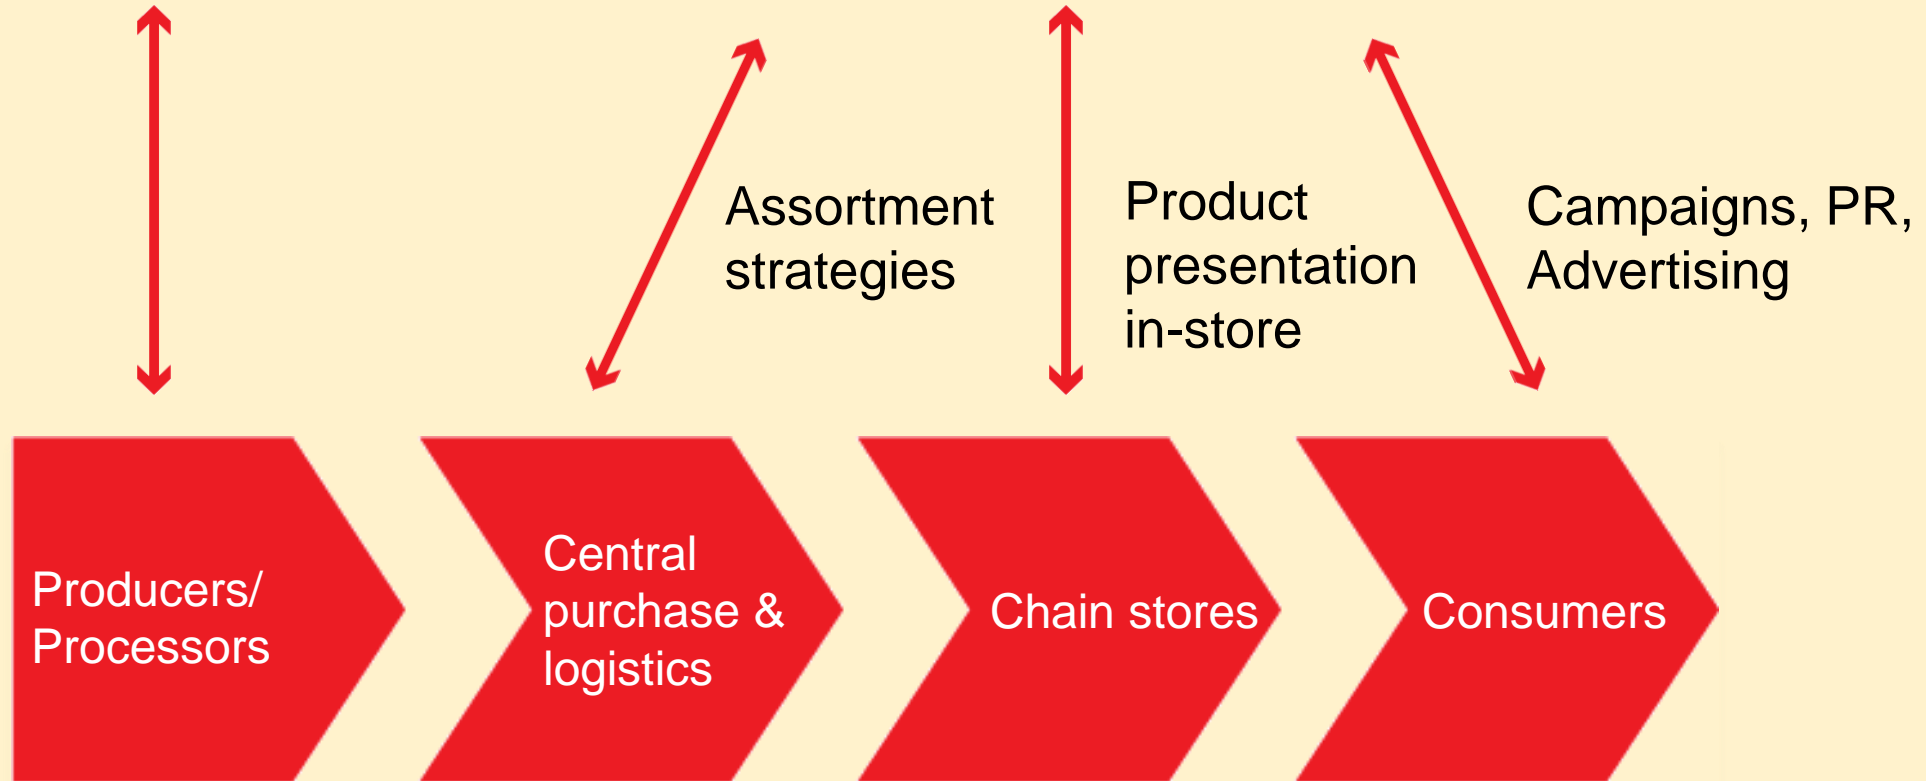 Assortment
strategies
Product
presentation
in-store
Campaigns, PR,
Advertising
Producers/
Processors
Central
purchase &
logistics
Chain stores
Consumers